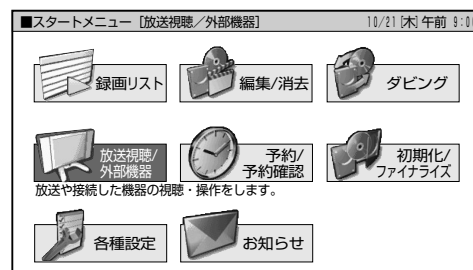 ■スタートメニュー [放送視聴／外部機器]
10/21[木]午前 9:00
録画リスト
編集/消去
ダビング
放送視聴/
外部機器
予約/
予約確認
初期化/
ファイナライズ
放送や接続した機器の視聴・操作をします。
各種設定
お知らせ